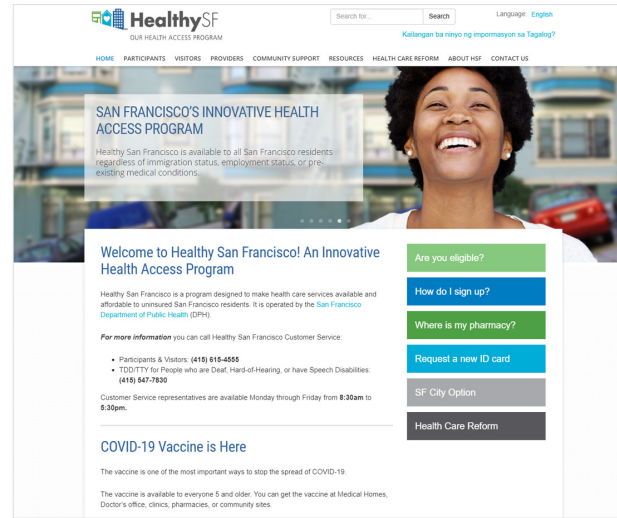 HealthySF
OUR HEALTH ACCESS PROGRAM
Search for...
Search
Language: English
Kailangan ba ninyo ng impormasyon sa Tagalog?
HOME PARTICIPANTS VISITORS PROVIDERS COMMUNITY SUPPORT RESOURCES HEALTH CARE REFORM ABOUT HSF CONTACT US
SAN FRANCISCO'S INNOVATIVE HEALTH
ACCESS PROGRAM
Healthy San Francisco is available to all San Francisco residents
regardless of immigration status, employment status, or pre-
existing medical conditions.
Welcome to Healthy San Francisco! An Innovative
Health Access Program
Healthy San Francisco is a program designed to make health care services available and
affordable to uninsured San Francisco residents. It is operated by the San Francisco
Department of Public Health (DPH).
For more information you can call Healthy San Francisco Customer Service:
• Participants & Visitors: (415) 615-4555
• TDD/TTY for People who are Deaf, Hard-of-Hearing, or have Speech Disabilities:
(415) 547-7830
Customer Service representatives are available Monday through Friday from 8:30am to
5:30pm.
COVID-19 Vaccine is Here
The vaccine is one of the most important ways to stop the spread of COVID-19.
The vaccine is available to everyone 5 and older. You can get the vaccine at Medical Homes,
Doctor's office, clinics, pharmacies, or community sites.
Are you eligible?
How do I sign up?
Where is my pharmacy?
Request a new ID card
SF City Option
Health Care Reform